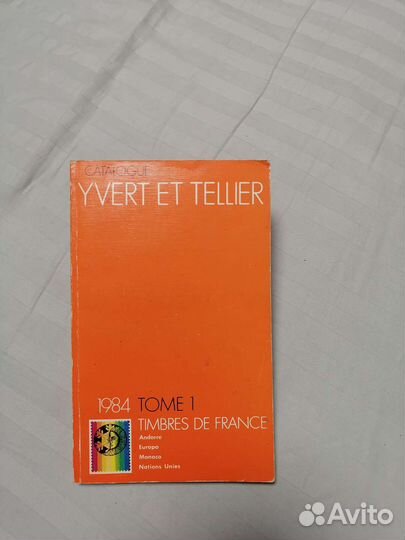 CATALOGUE
YVERT ET TELLIER
1984 TOME 1
TIMBRES DE FRANCE
Andorre
Europa
Monaco
Nations Unies
Avito